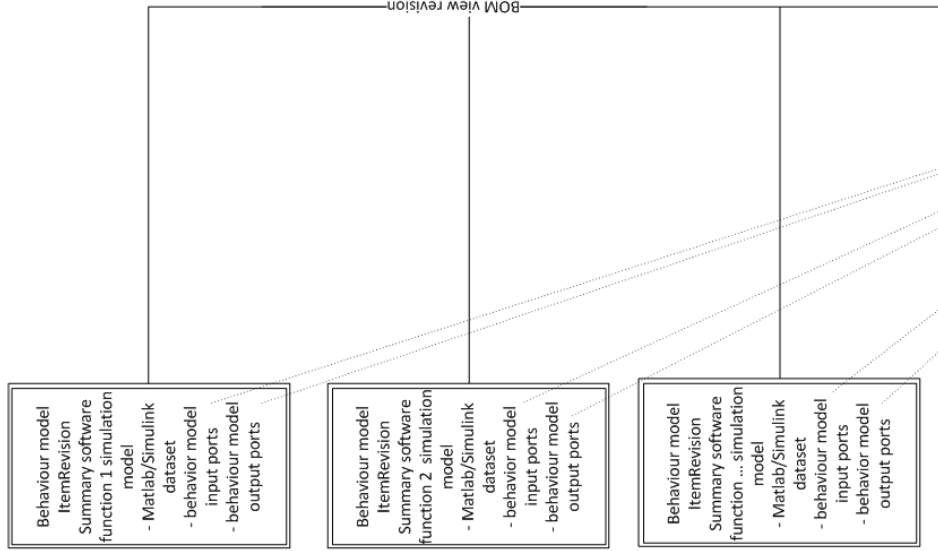 BOM view revision
Behaviour model
ItemRevision
Summary software
function 1 simulation
model
- Matlab/Simulink
dataset
- behavior model
input ports
- behaviour model
output ports
Behaviour model
ItemRevision
Summary software
function 2 simulation
model
- Matlab/Simulink
dataset
- behavior model
input ports
- behaviour model
output ports
Behaviour model
ItemRevision
Summary software
function ... simulation
model
- Matlab/Simulink
dataset
- behaviour model
input ports
- behavior model
output ports